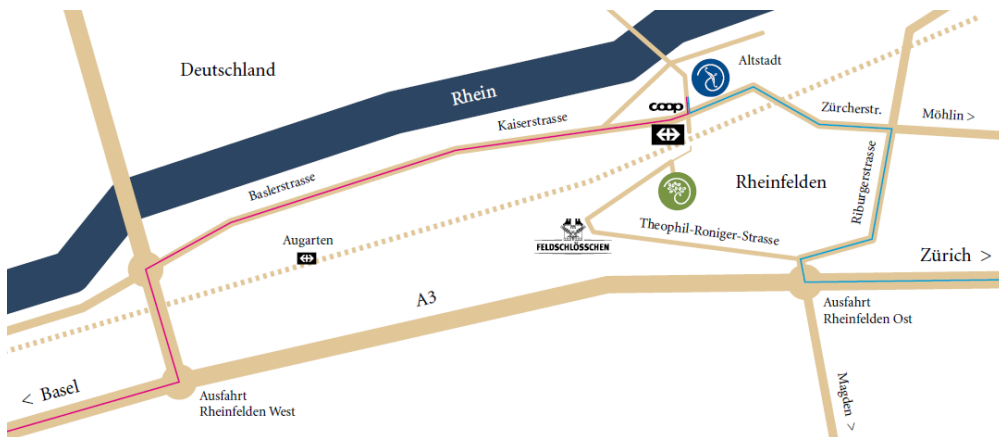 Deutschland
Rhein
Altstadt
coop
Kaiserstrasse
Zürcherstr.
Möhlin >
Baslerstrasse
Rheinfelden
Riburgerstrasse
Theophil-Roniger-Strasse
Augarten
FELDSCHLÖSSCHEN
Zürich >
A3
Ausfahrt
Rheinfelden Ost
< Basel
Ausfahrt
Rheinfelden West
Magden >